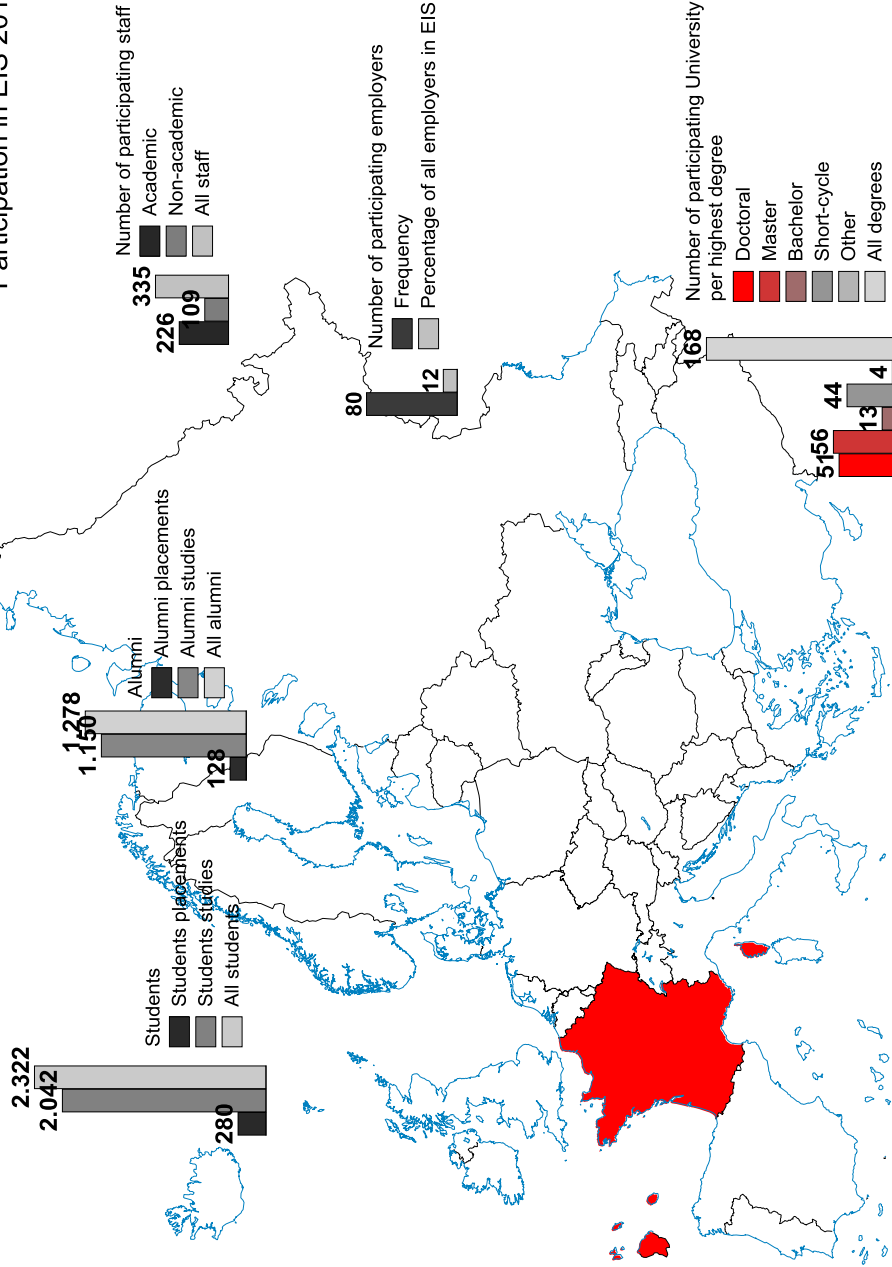 Participation in EIS 201
Students
Students placements
Students studies
All students
2.322
2.042
280
Alumni
Alumni placements
Alumni studies
All alumni
1.278
1.150
128
Number of participating staff
Academic
Non-academic
All staff
335
226
109
Number of participating employers
Frequency
Percentage of all employers in EIS
80
12
Number of participating University
per highest degree
Doctoral
Master
Bachelor
Short-cycle
Other
All degrees
168
51
56
13
44
4